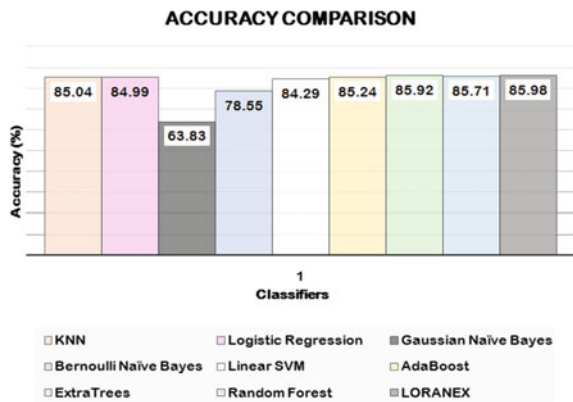 ACCURACY COMPARISON
85.04 84.99 63.83 78.55 84.29 85.24 85.92 85.71 85.98
Accuracy (%)
1
Classifiers
KNN Logistic Regression Gaussian Naïve Bayes
Bernoulli Naïve Bayes Linear SVM AdaBoost
ExtraTrees Random Forest LORANEX